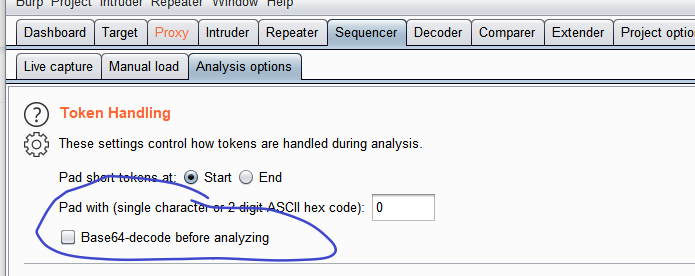 Burp Project Intruder Repeater Window Help
Dashboard Target Proxy Intruder Repeater Sequencer Decoder Comparer Extender Project optio
Live capture Manual load Analysis options
? Token Handling
These settings control how tokens are handled during analysis.
Pad short tokens at: Start End
Pad with (single character or 2 digit ASCII hex code): 0
Base64-decode before analyzing